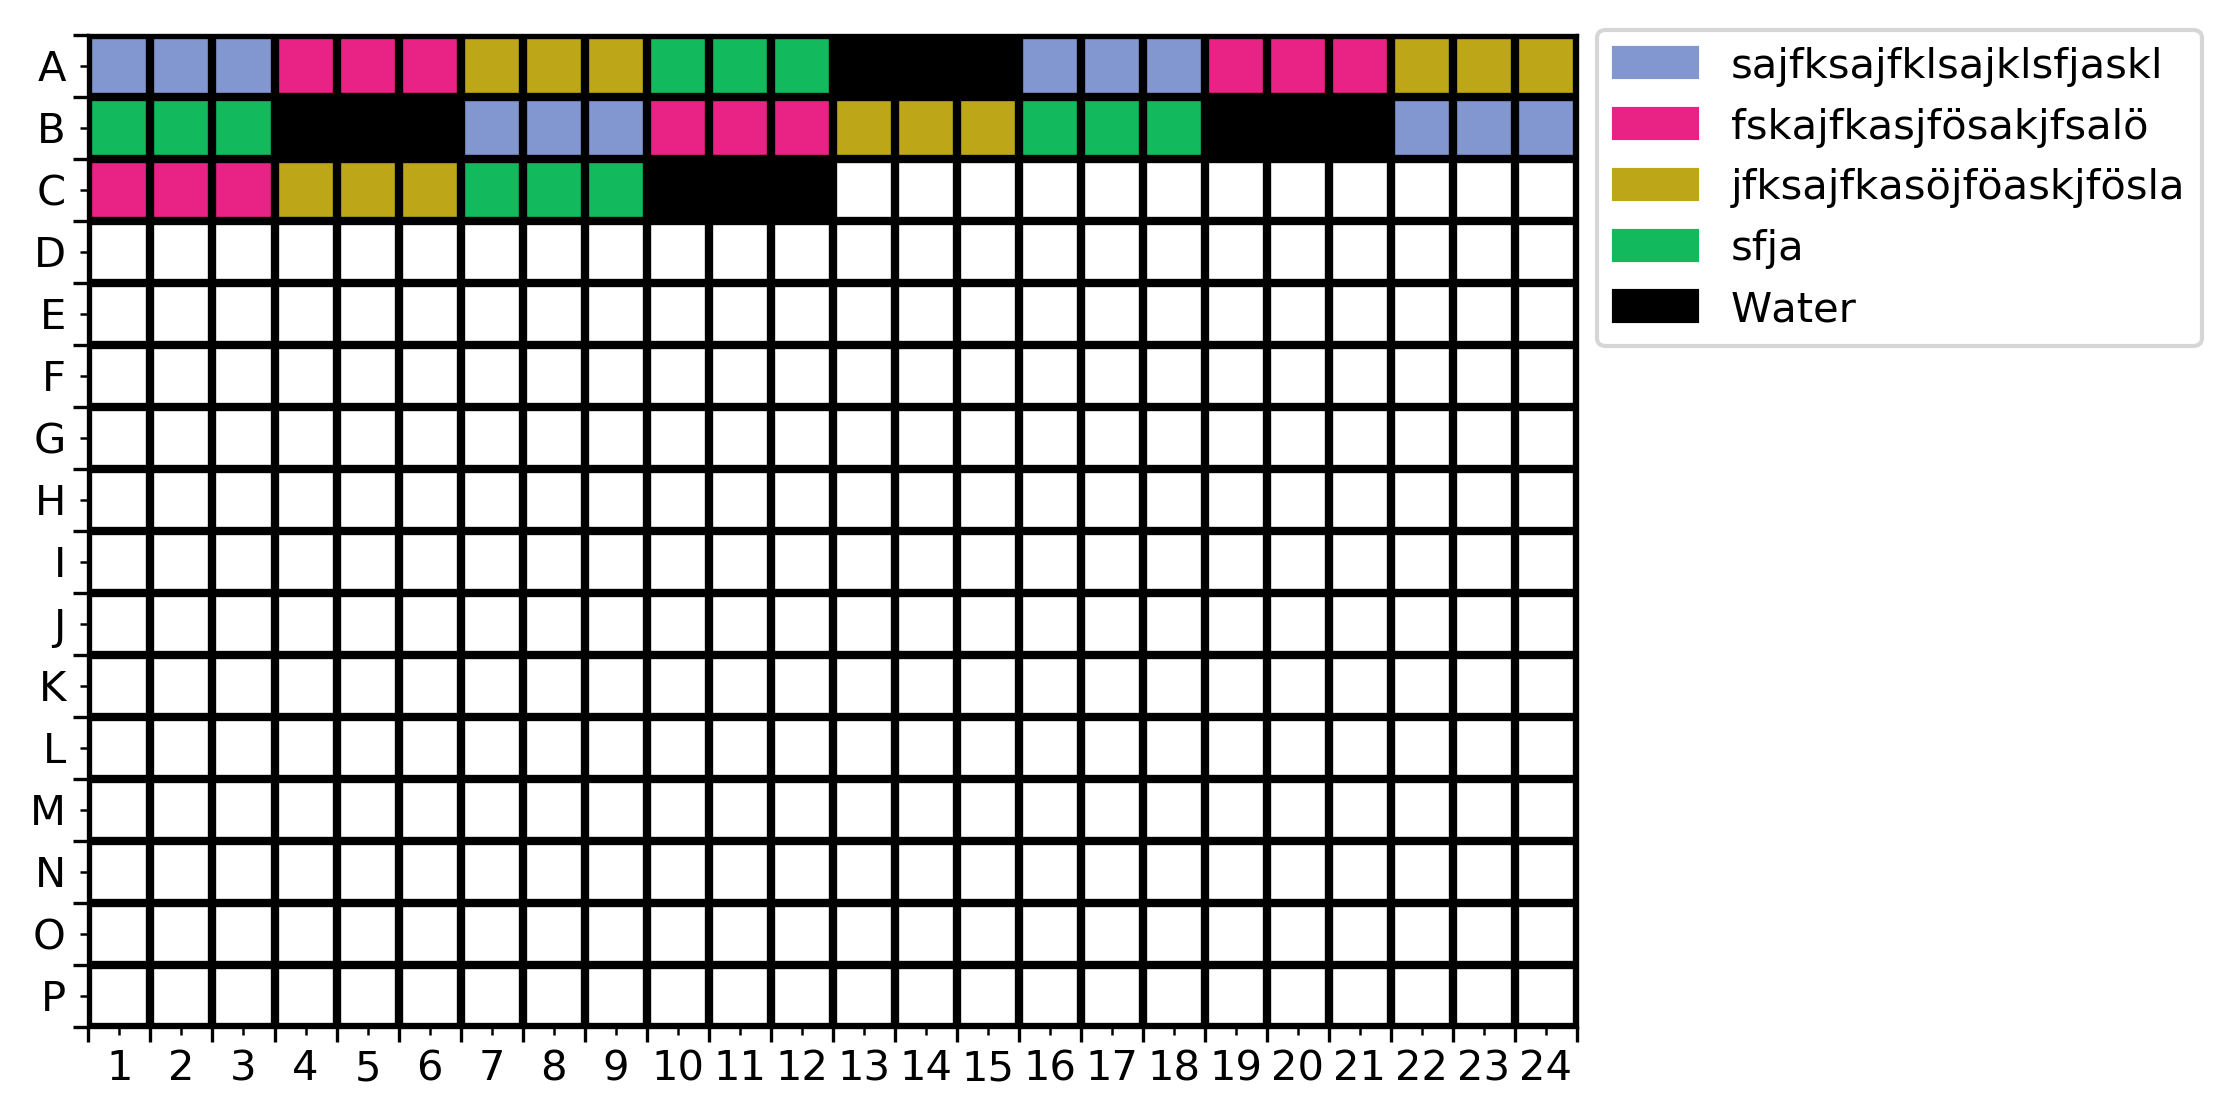 A
B
C
D
E
F
G
H
I
J
K
L
M
N
O
P
1 2 3 4 5 6 7 8 9 10 11 12 13 14 15 16 17 18 19 20 21 22 23 24
sajfksajfklsajklsfjaskl
fskajfkasjfösakjfsalö
jfksajfkasöjföaskjfösla
sfja
Water